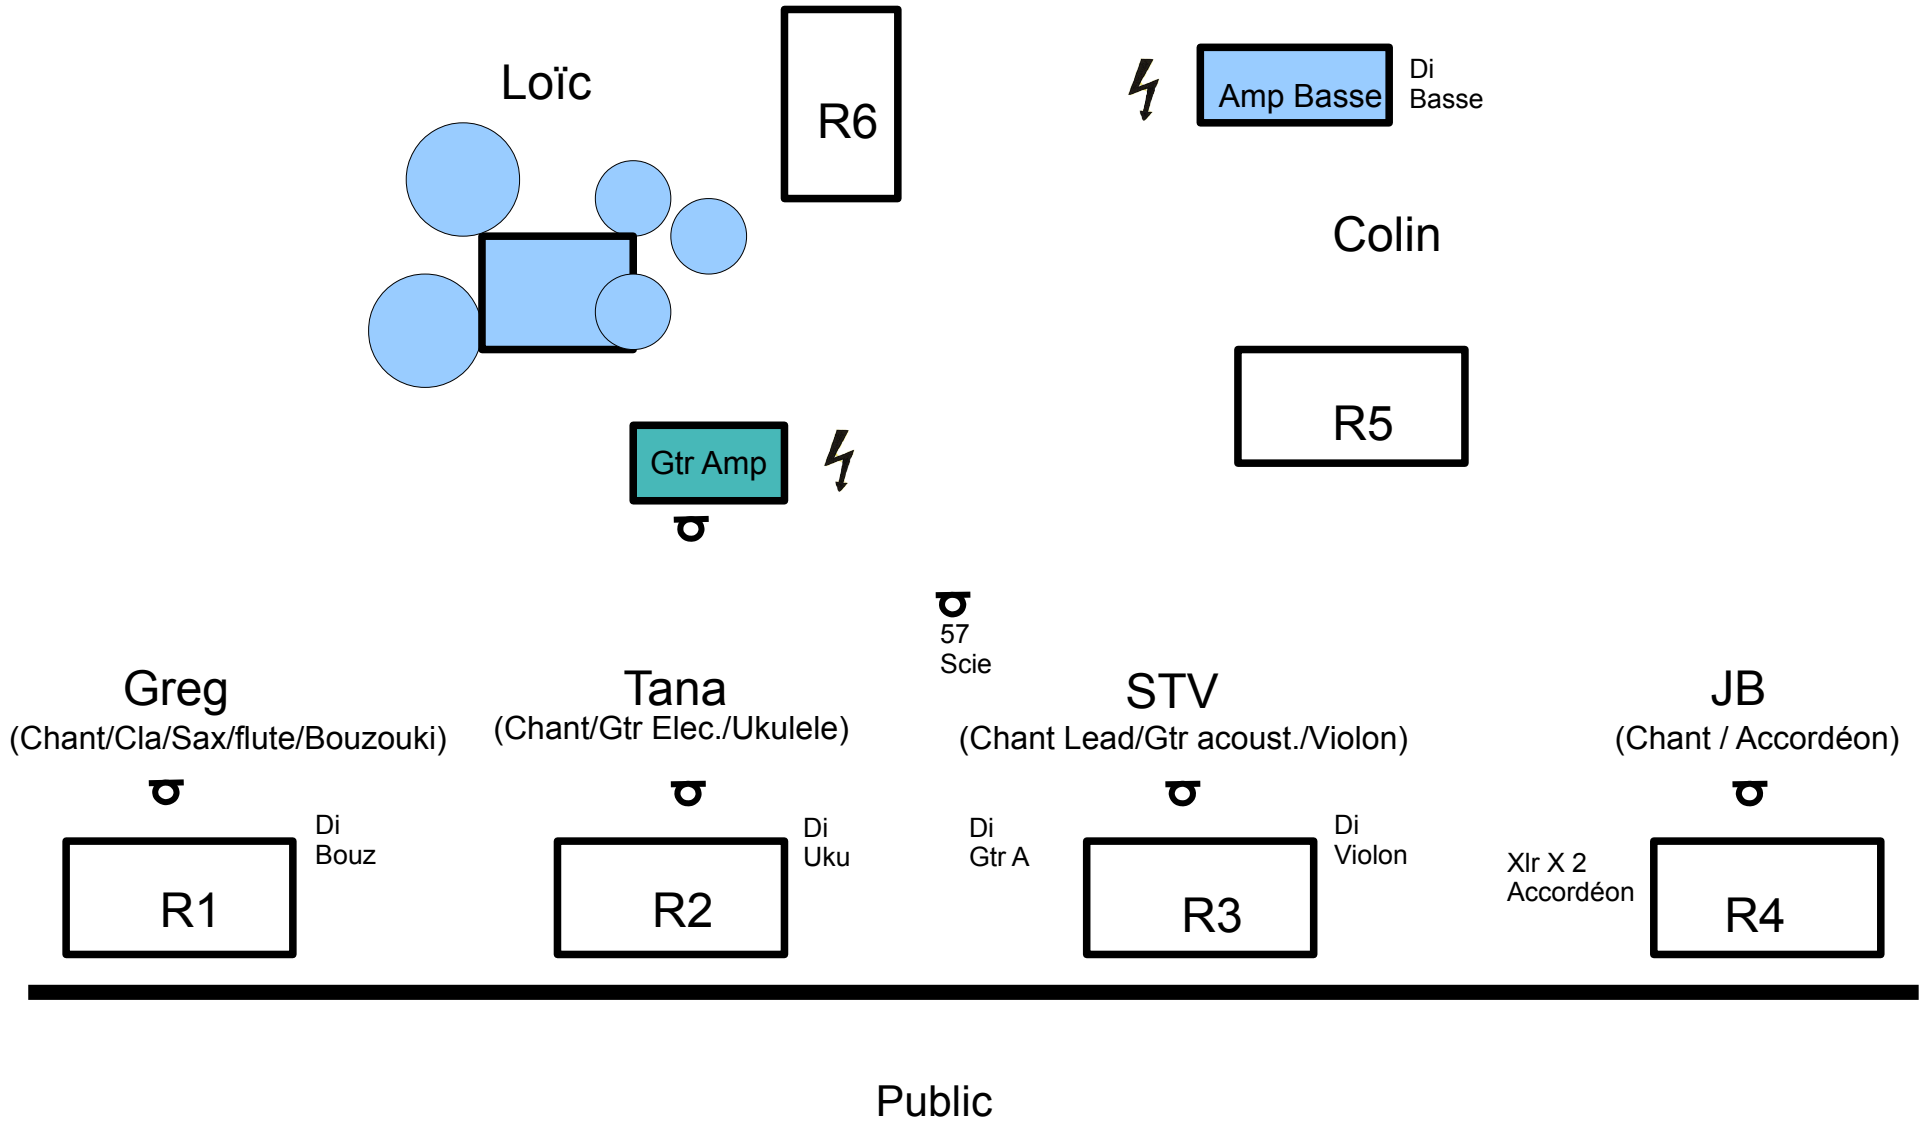 Loïc
R6
Amp Basse
Di
Basse
Colin
R5
Gtr Amp
57
Scie
Greg
(Chant/Cla/Sax/flute/Bouzouki)
Tana
(Chant/Gtr Elec./Ukulele)
STV
(Chant Lead/Gtr acoust./Violon)
JB
(Chant / Accordéon)
Di
Bouz
R1
Di
Uku
R2
Di
Gtr A
Di
Violon
R3
Xlr X 2
Accordéon
R4
Public